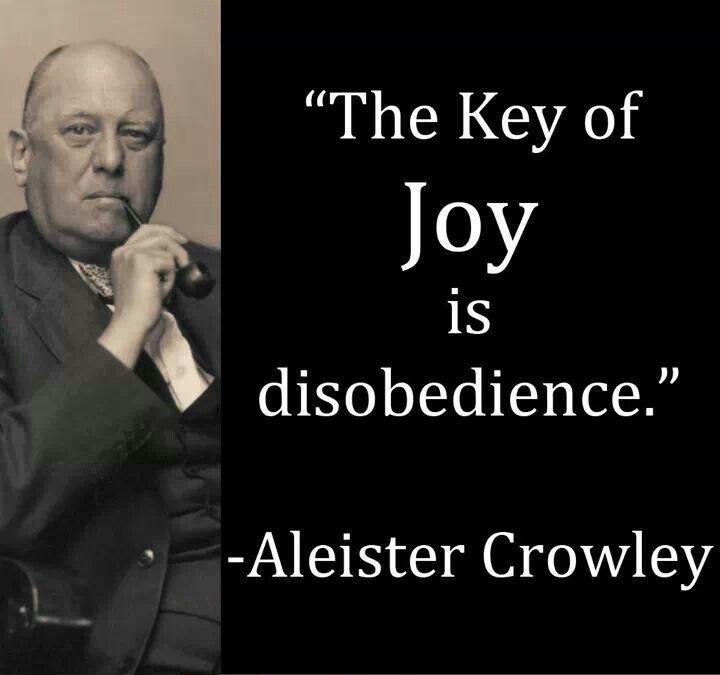 “The Key of
Joy
is
disobedience.”
-Aleister Crowley